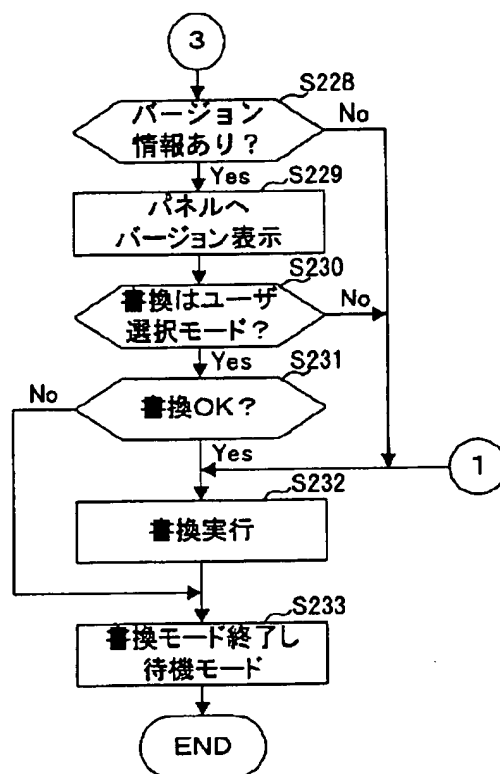 3
S228
バージョン
情報あり?
No
Yes
S229
パネルへ
バージョン表示
S230
書換はユーザ
選択モード?
No
Yes
S231
No
書換OK?
Yes
1
S232
書換実行
S233
書換モード終了し
待機モード
END